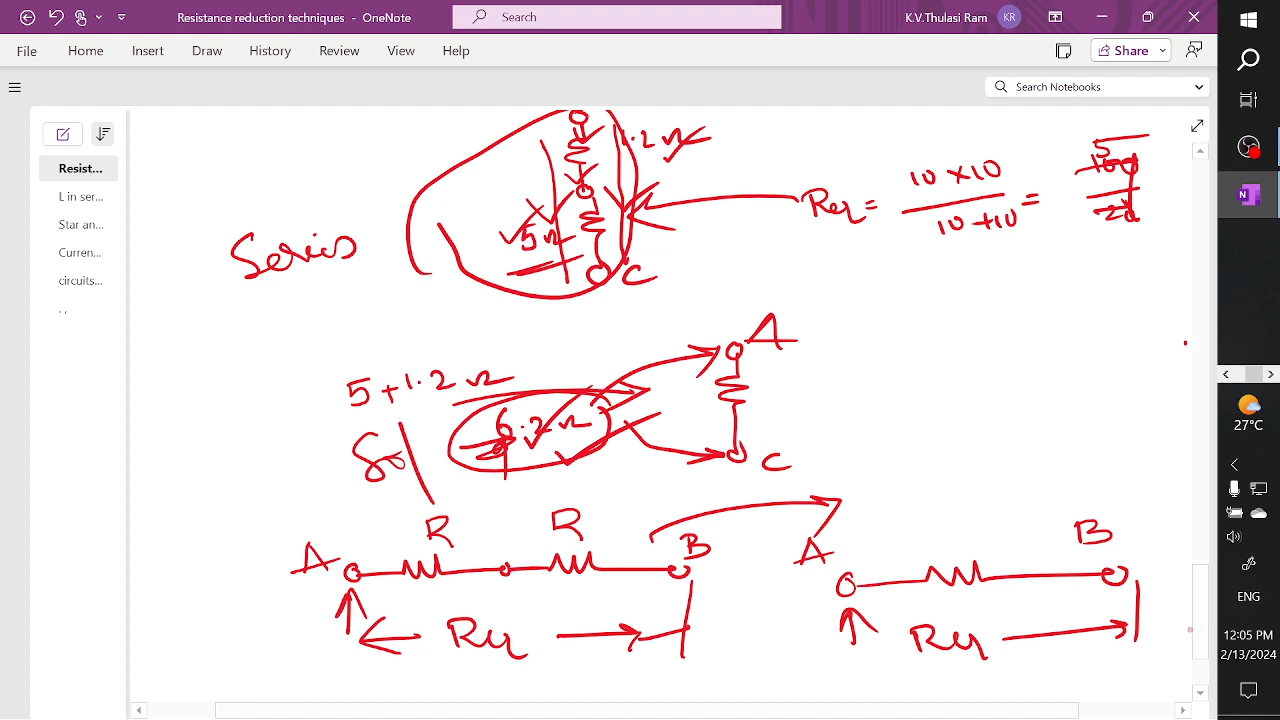 Resistance reduction techniques - OneNote
Search
K.V.Thulasi Ram
KR
File Home Insert Draw History Review View Help
Share
Search Notebooks
Resist...
L in ser...
Star an...
Curren...
circuits...
. ,
1.2 Ω
Req = 10 × 10 / 10 + 10 = 100 / 20
5
5 Ω
Series
C
A
5 + 1.2 Ω
6.2 Ω
C
R R
A B
A B
Req
Req
27°C
ENG
12:05 PM
2/13/2024